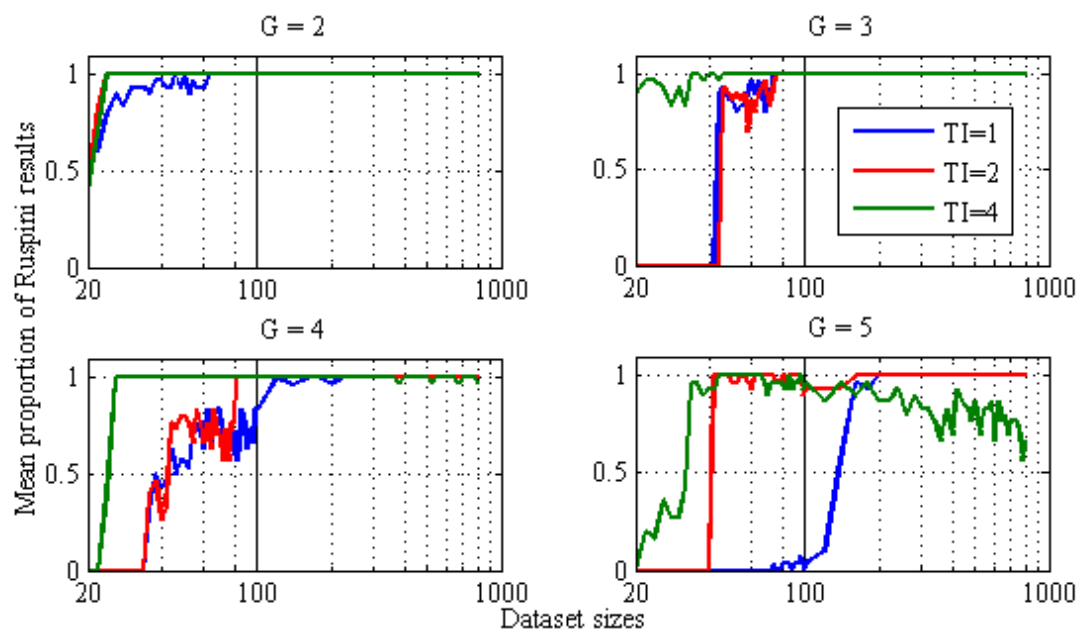 G = 2
G = 3
Mean proportion of Ruspini results
1
0.5
0
20
100
1000
1
0.5
0
20
100
1000
TI=1
TI=2
TI=4
G = 4
G = 5
1
0.5
0
20
100
1000
1
0.5
0
20
100
1000
Dataset sizes